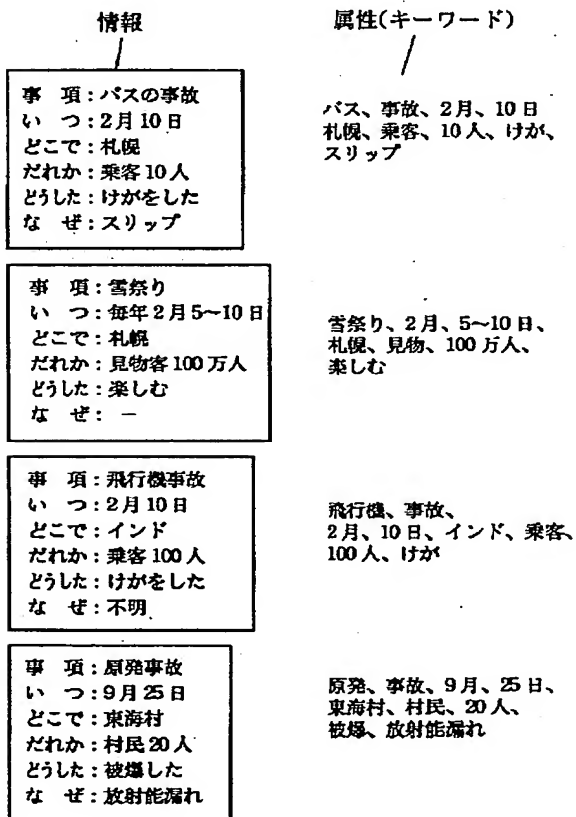 情報
属性(キーワード)
事 項:バスの事故
い つ:2月10日
どこで:札幌
だれか:乗客10人
どうした:けがをした
な ぜ:スリップ
バス、事故、2月、10日
札幌、乗客、10人、けが、
スリップ
事 項:雪祭り
い つ:毎年2月5~10日
どこで:札幌
だれか:見物客100万人
どうした:楽しむ
な ぜ: -
雪祭り、2月、5~10日、
札幌、見物、100万人、
楽しむ
事 項:飛行機事故
い つ:2月10日
どこで:インド
だれか:乗客100人
どうした:けがをした
な ぜ:不明
飛行機、事故、
2月、10日、インド、乗客、
100人、けが
事 項:原発事故
い つ:9月25日
どこで:東海村
だれか:村民20人
どうした:被爆した
な ぜ:放射能漏れ
原発、事故、9月、25日、
東海村、村民、20人、
被爆、放射能漏れ